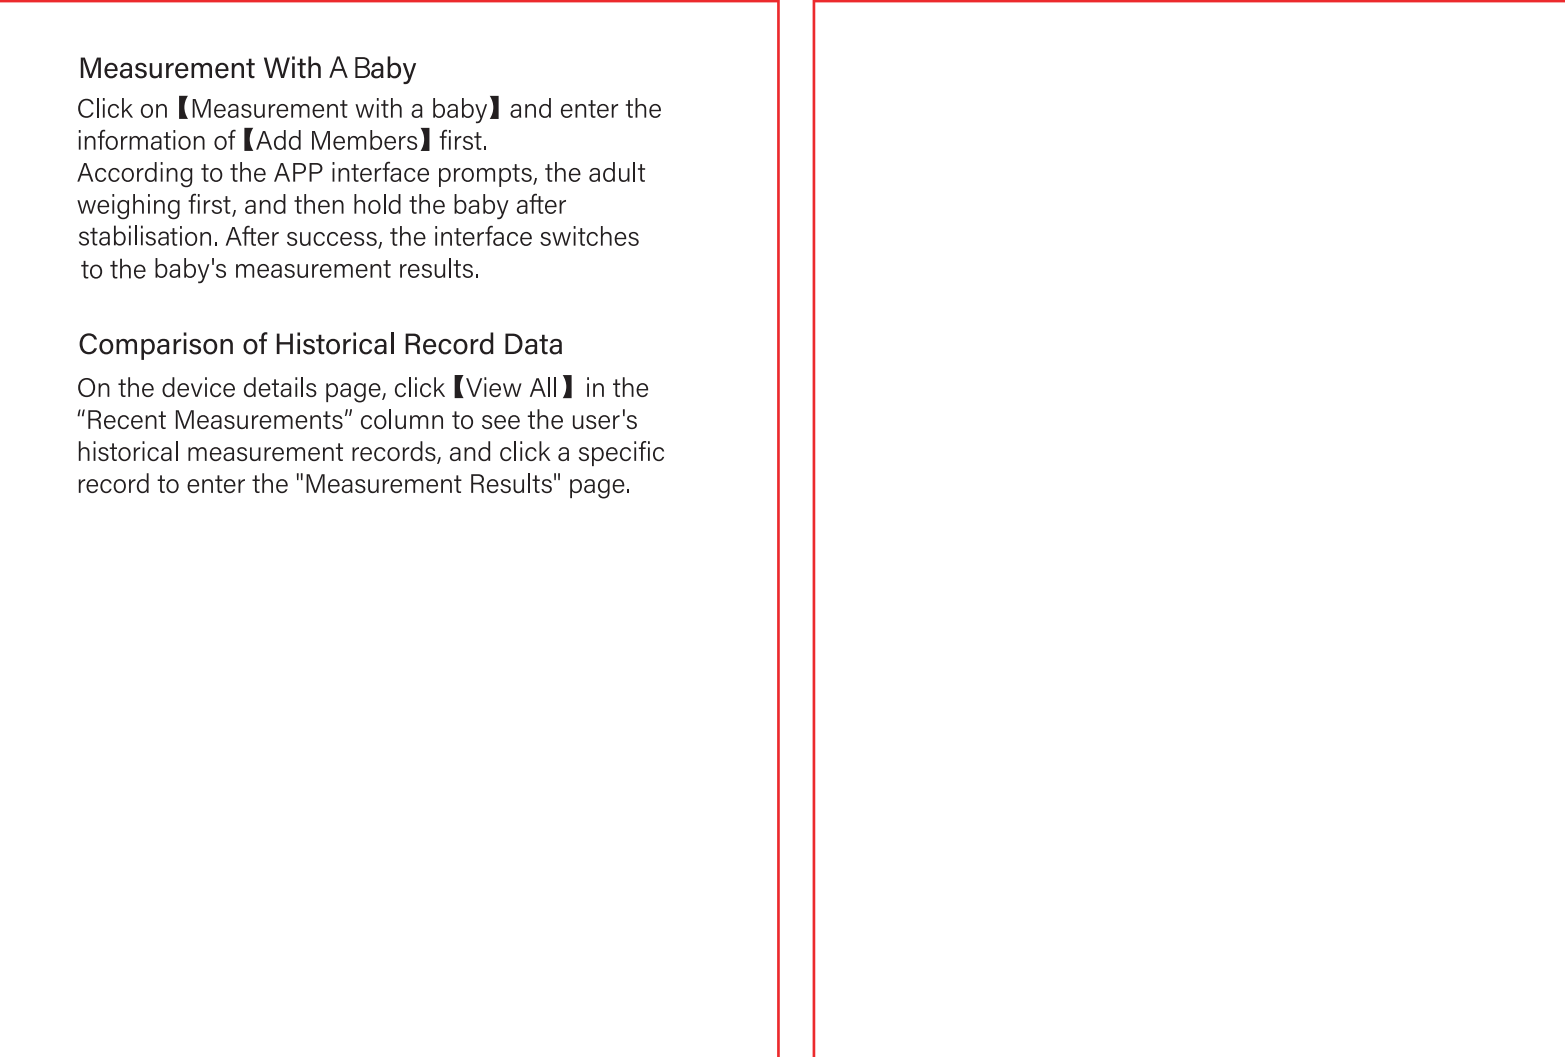 Measurement With A Baby
Click on【Measurement with a baby】and enter the
information of【Add Members】first.
According to the APP interface prompts, the adult
weighing first, and then hold the baby after
stabilisation. After success, the interface switches
to the baby's measurement results.
Comparison of Historical Record Data
On the device details page, click【View All】 in the
“Recent Measurements” column to see the user's
historical measurement records, and click a specific
record to enter the "Measurement Results" page.